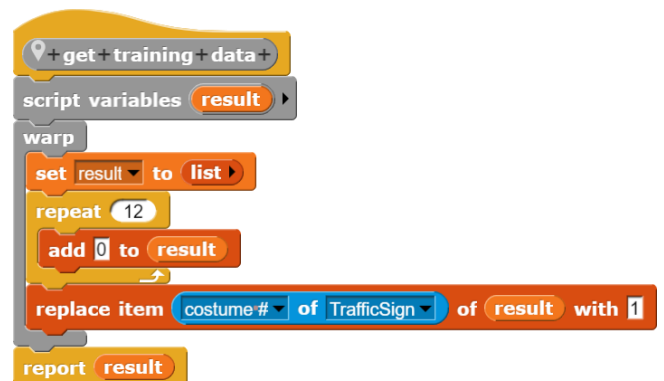 +get+training+data+
script variables result
warp
set result to list
repeat 12
add 0 to result
replace item costume # of TrafficSign of result with 1
report result